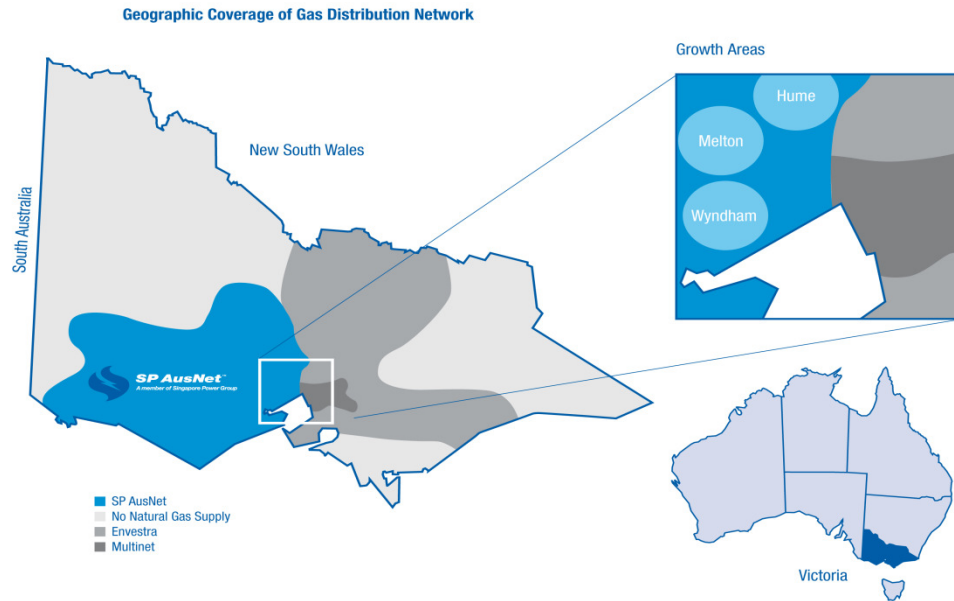 Geographic Coverage of Gas Distribution Network
Growth Areas
Hume
Melton
Wyndham
New South Wales
South Australia
SP AusNet™
A member of Singapore Power Group
SP AusNet
No Natural Gas Supply
Envestra
Multinet
Victoria